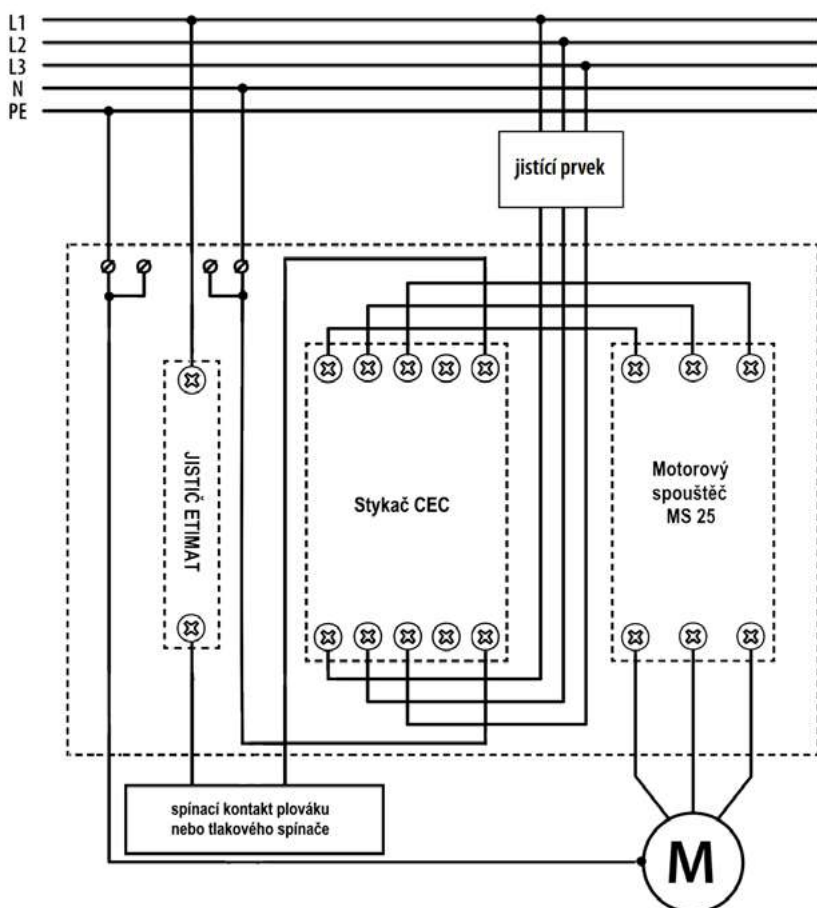 L1
L2
L3
N
PE
jistící prvek
JISTIČ ETIMAT
Stykač CEC
Motorový
spouštěč
MS 25
spínací kontakt plováku
nebo tlakového spínače
M